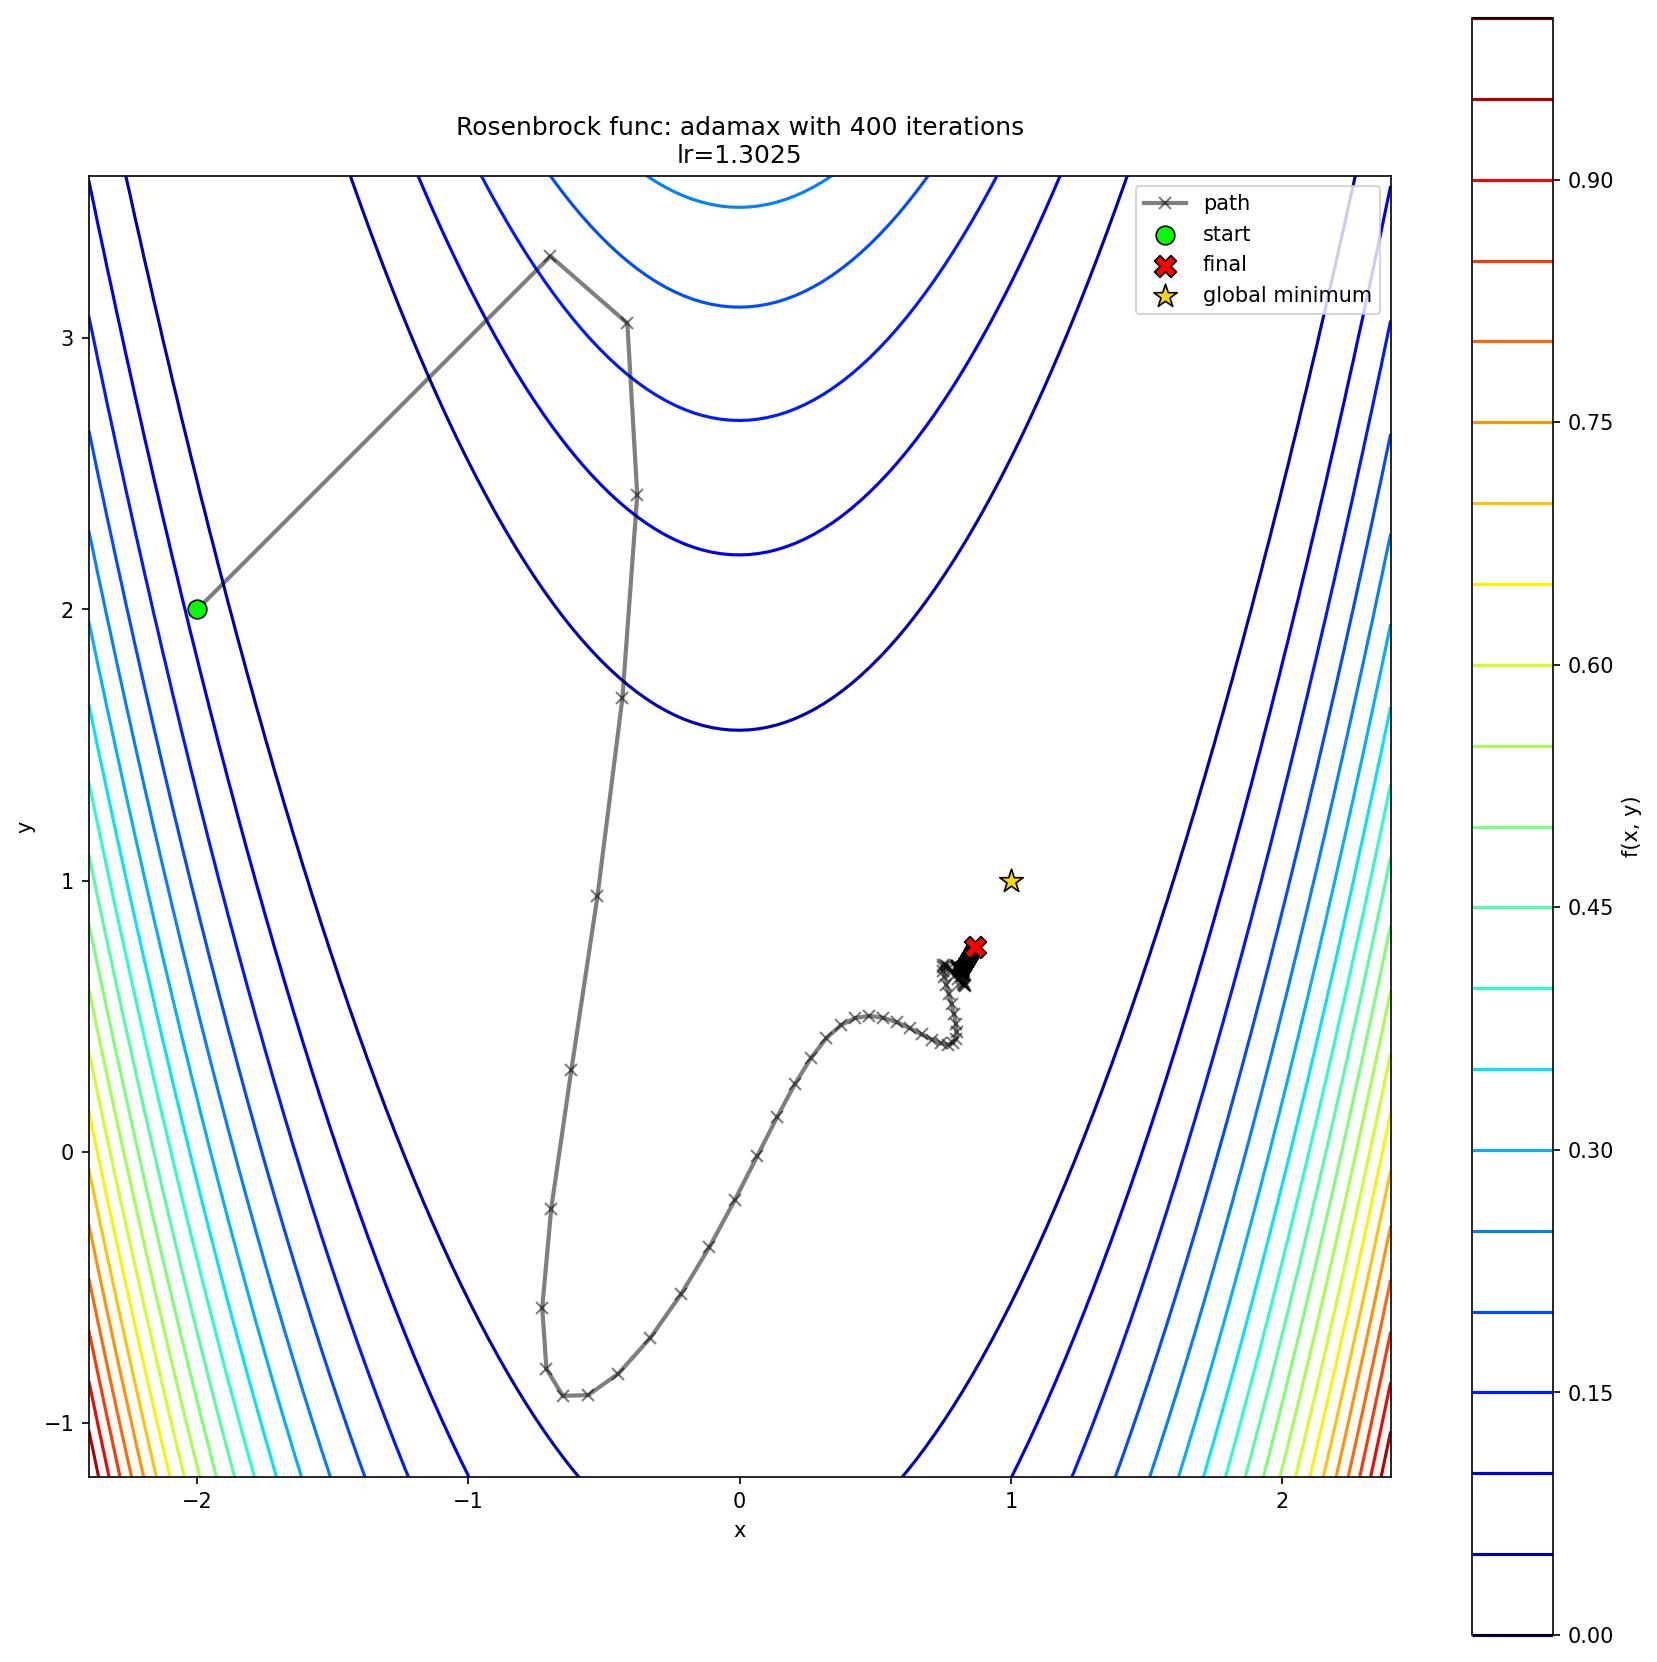 Rosenbrock func: adamax with 400 iterations
lr=1.3025
path
start
final
global minimum
y
3
2
1
0
−1
−2
−1
0
1
2
x
0.90
0.75
0.60
0.45
0.30
0.15
0.00
f(x, y)